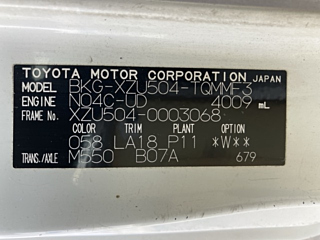 TOYOTA MOTOR CORPORATION JAPAN
MODEL BKG-XZU504-TQMMF3
ENGINE N04C-UD 4009 mL
FRAME No. XZU504-0003068
COLOR TRIM PLANT OPTION
058 LA18 P11 *W**
TRANS./AXLE M550 B07A 679